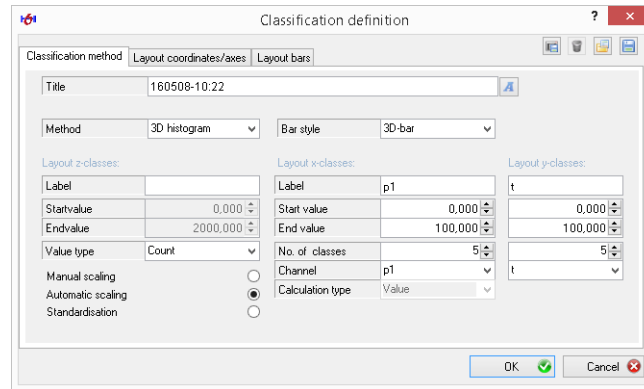 Classification definition ?
Classification method Layout coordinates/axes Layout bars
Title 160508-10:22 A
Method 3D histogram Bar style 3D-bar
Layout z-classes: Layout x-classes: Layout y-classes:
Label Label p1 t
Startvalue 0,000 Start value 0,000 0,000
Endvalue 2000,000 End value 100,000 100,000
Value type Count No. of classes 5 5
Manual scaling Channel p1 t
Automatic scaling Calculation type Value
Standardisation
OK Cancel